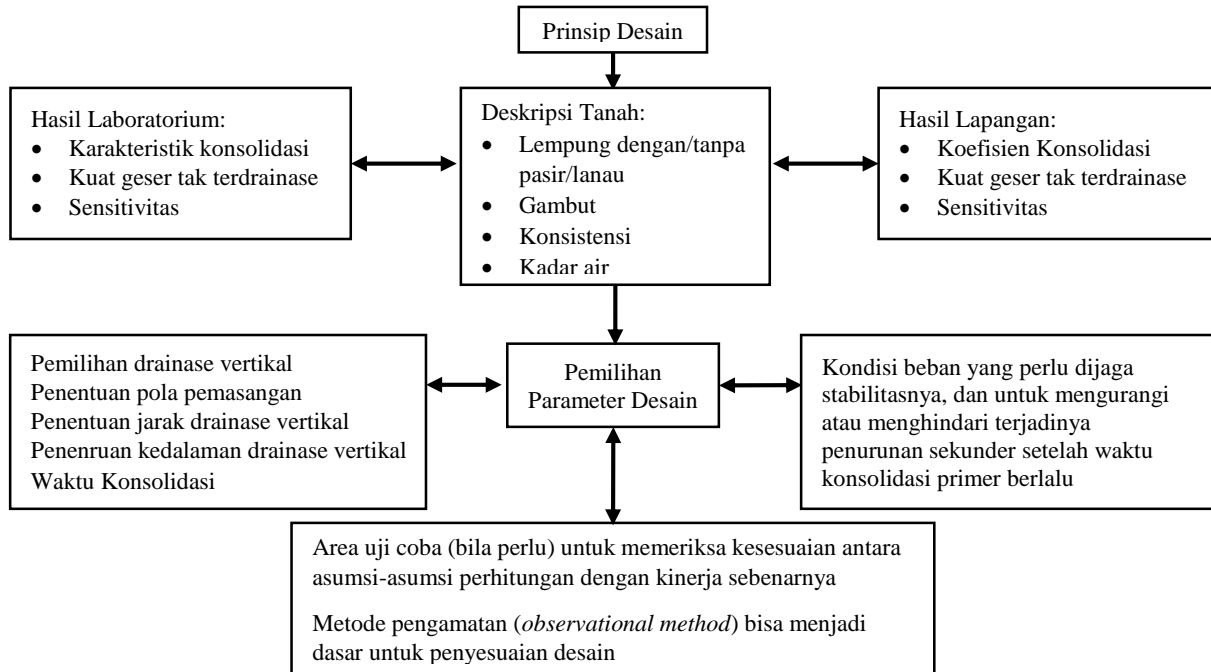 Prinsip Desain
Hasil Laboratorium:
• Karakteristik konsolidasi
• Kuat geser tak terdrainase
• Sensitivitas
Deskripsi Tanah:
• Lempung dengan/tanpa
pasir/lanau
• Gambut
• Konsistensi
• Kadar air
Hasil Lapangan:
• Koefisien Konsolidasi
• Kuat geser tak terdrainase
• Sensitivitas
Pemilihan drainase vertikal
Penentuan pola pemasangan
Penentuan jarak drainase vertikal
Penenruan kedalaman drainase vertikal
Waktu Konsolidasi
Pemilihan
Parameter Desain
Kondisi beban yang perlu dijaga
stabilitasnya, dan untuk mengurangi
atau menghindari terjadinya
penurunan sekunder setelah waktu
konsolidasi primer berlalu
Area uji coba (bila perlu) untuk memeriksa kesesuaian antara
asumsi-asumsi perhitungan dengan kinerja sebenarnya
Metode pengamatan (observational method) bisa menjadi
dasar untuk penyesuaian desain